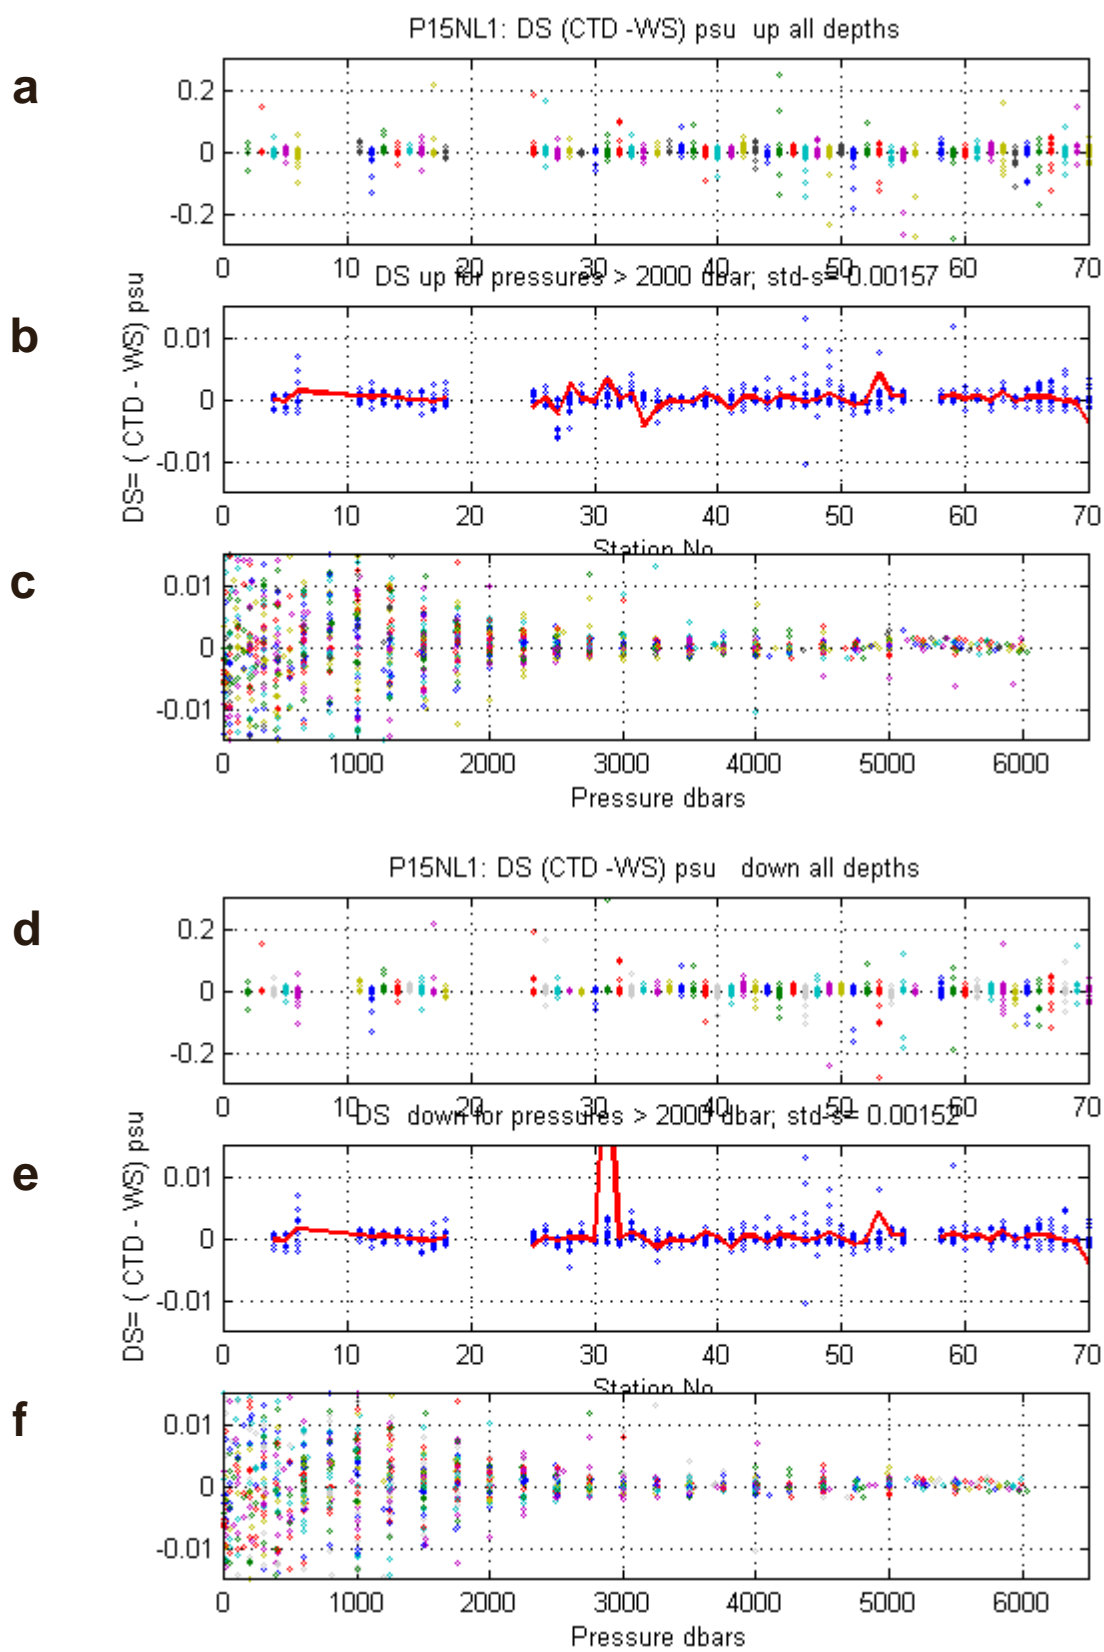 P15NL1: DS (CTD -WS) psu up all depths
a
0.2
0
-0.2
0 10 20 30 40 50 60 70
DS up for pressures > 2000 dbar; std-s= 0.00157
b
DS= ( CTD - WS) psu
0.01
0
-0.01
0 10 20 30 40 50 60 70
Station No
c
0.01
0
-0.01
0 1000 2000 3000 4000 5000 6000
Pressure dbars
P15NL1: DS (CTD -WS) psu down all depths
d
0.2
0
-0.2
0 10 20 30 40 50 60 70
DS down for pressures > 2000 dbar; std-s= 0.00152
e
DS= ( CTD - WS) psu
0.01
0
-0.01
0 10 20 30 40 50 60 70
Station No
f
0.01
0
-0.01
0 1000 2000 3000 4000 5000 6000
Pressure dbars